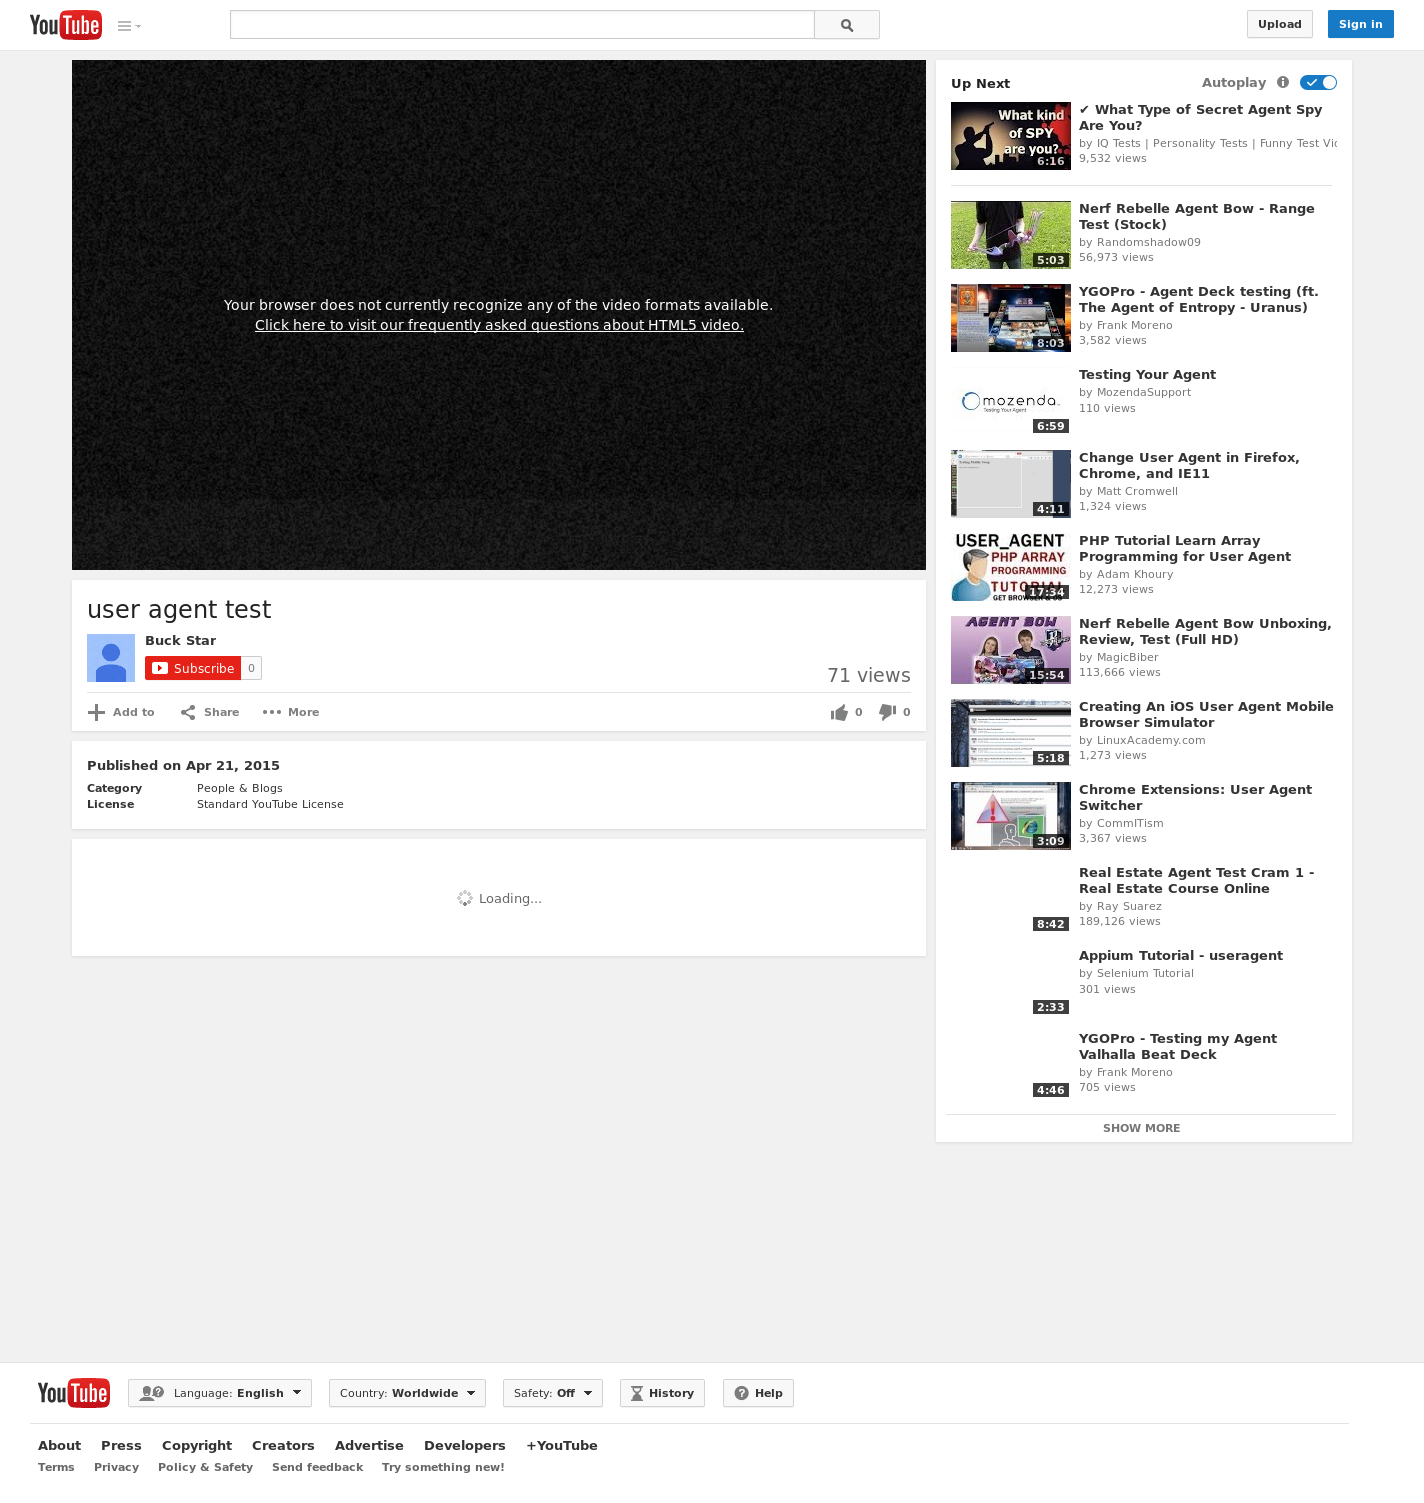 YouTube
Upload
Sign in
Your browser does not currently recognize any of the video formats available.
Click here to visit our frequently asked questions about HTML5 video.
user agent test
Buck Star
Subscribe 0
71 views
Add to
Share
More
0
0
Published on Apr 21, 2015
Category People & Blogs
License Standard YouTube License
Loading...
Up Next
Autoplay
What kind
of SPY
are you?
6:16
✔ What Type of Secret Agent Spy
Are You?
by IQ Tests | Personality Tests | Funny Test
9,532 views
5:03
Nerf Rebelle Agent Bow - Range
Test (Stock)
by Randomshadow09
56,973 views
8:03
YGOPro - Agent Deck testing (ft.
The Agent of Entropy - Uranus)
by Frank Moreno
3,582 views
mozenda
Testing Your Agent
6:59
Testing Your Agent
by MozendaSupport
110 views
4:11
Change User Agent in Firefox,
Chrome, and IE11
by Matt Cromwell
1,324 views
USER_AGENT
PHP ARRAY
PROGRAMMING
TUTORIAL
17:34
PHP Tutorial Learn Array
Programming for User Agent
by Adam Khoury
12,273 views
AGENT BOW
15:54
Nerf Rebelle Agent Bow Unboxing,
Review, Test (Full HD)
by MagicBiber
113,666 views
5:18
Creating An iOS User Agent Mobile
Browser Simulator
by LinuxAcademy.com
1,273 views
3:09
Chrome Extensions: User Agent
Switcher
by CommITism
3,367 views
8:42
Real Estate Agent Test Cram 1 -
Real Estate Course Online
by Ray Suarez
189,126 views
2:33
Appium Tutorial - useragent
by Selenium Tutorial
301 views
4:46
YGOPro - Testing my Agent
Valhalla Beat Deck
by Frank Moreno
705 views
SHOW MORE
YouTube
Language: English
Country: Worldwide
Safety: Off
History
Help
About Press Copyright Creators Advertise Developers +YouTube
Terms Privacy Policy & Safety Send feedback Try something new!